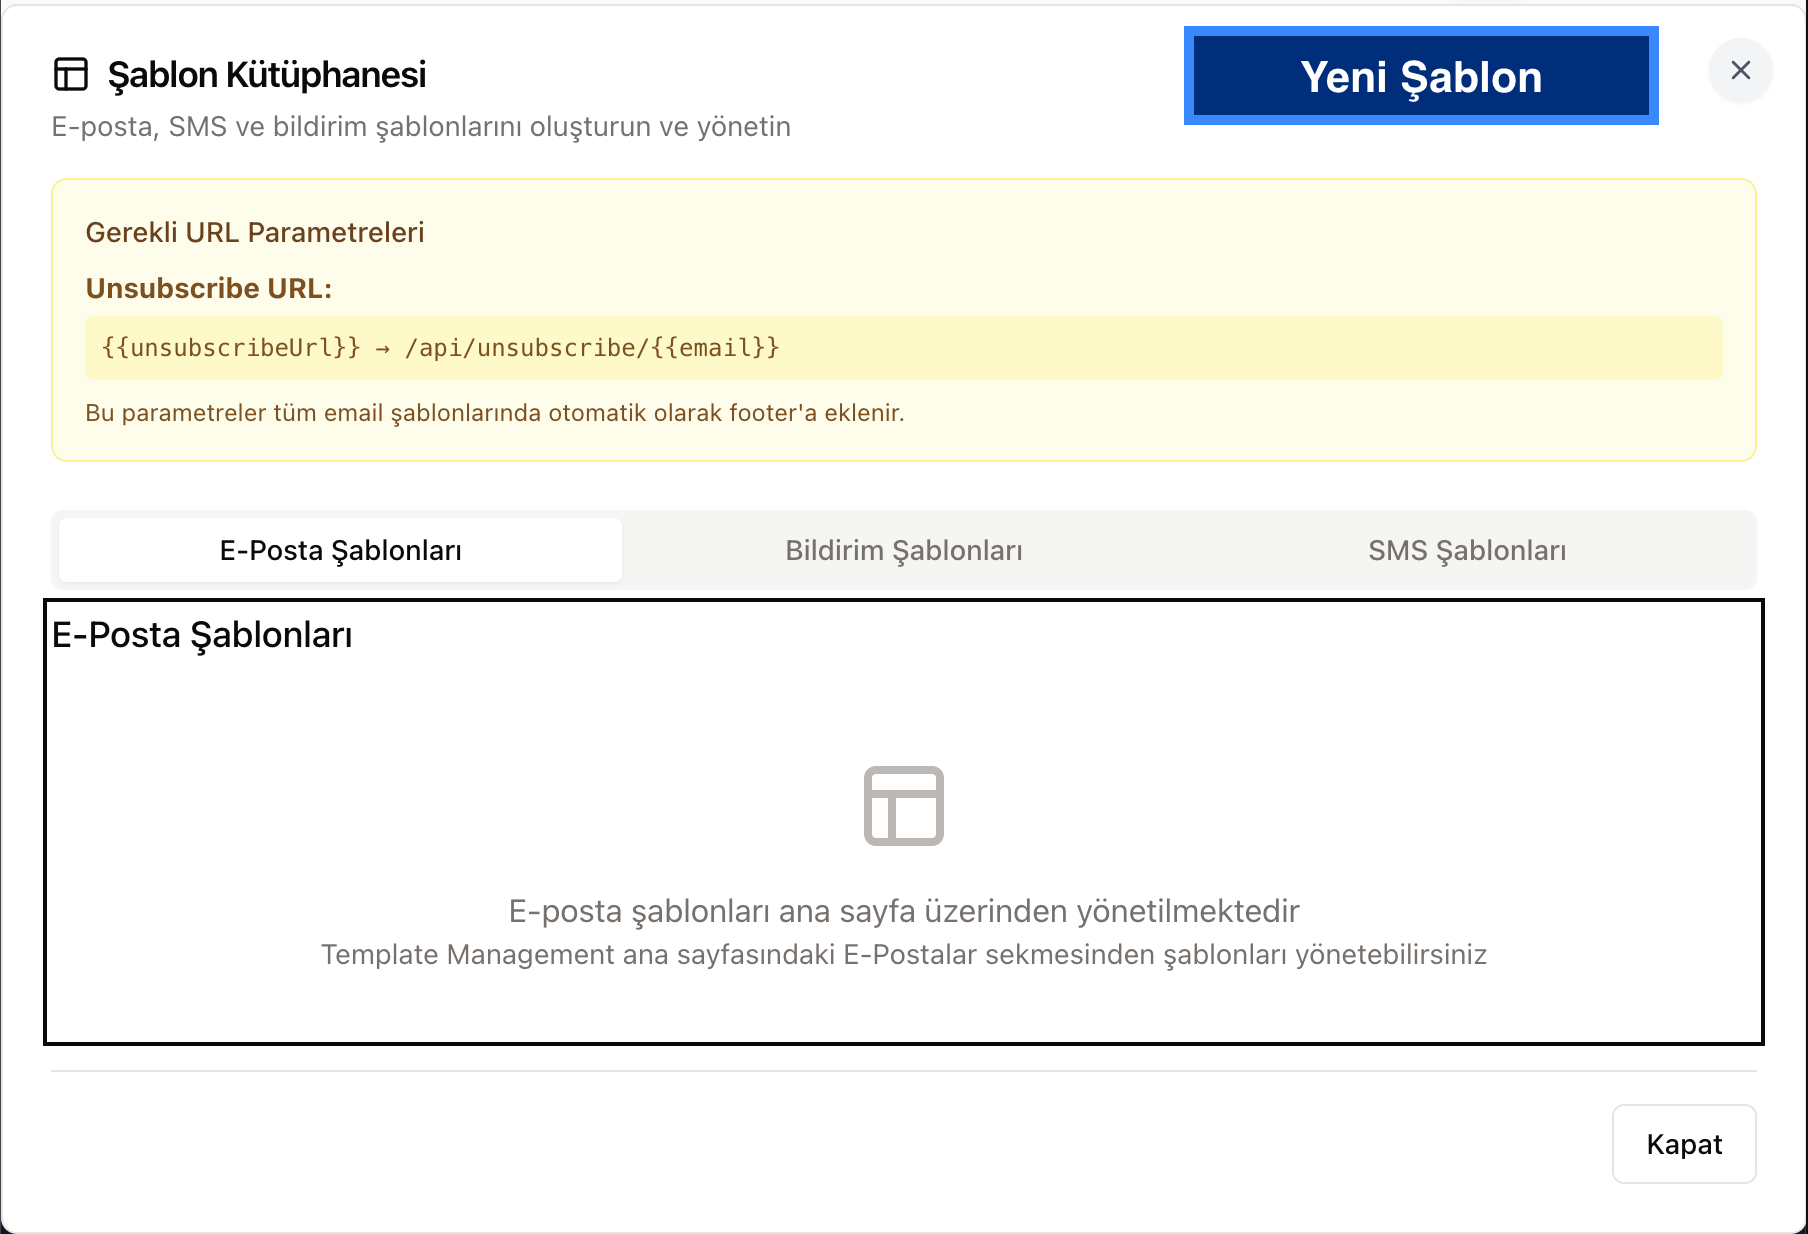 Şablon Kütüphanesi
Yeni Şablon
E-posta, SMS ve bildirim şablonlarını oluşturun ve yönetin
Gerekli URL Parametreleri
Unsubscribe URL:
{{unsubscribeUrl}} → /api/unsubscribe/{{email}}
Bu parametreler tüm email şablonlarında otomatik olarak footer'a eklenir.
E-Posta Şablonları
Bildirim Şablonları
SMS Şablonları
E-Posta Şablonları
E-posta şablonları ana sayfa üzerinden yönetilmektedir
Template Management ana sayfasındaki E-Postalar sekmesinden şablonları yönetebilirsiniz
Kapat